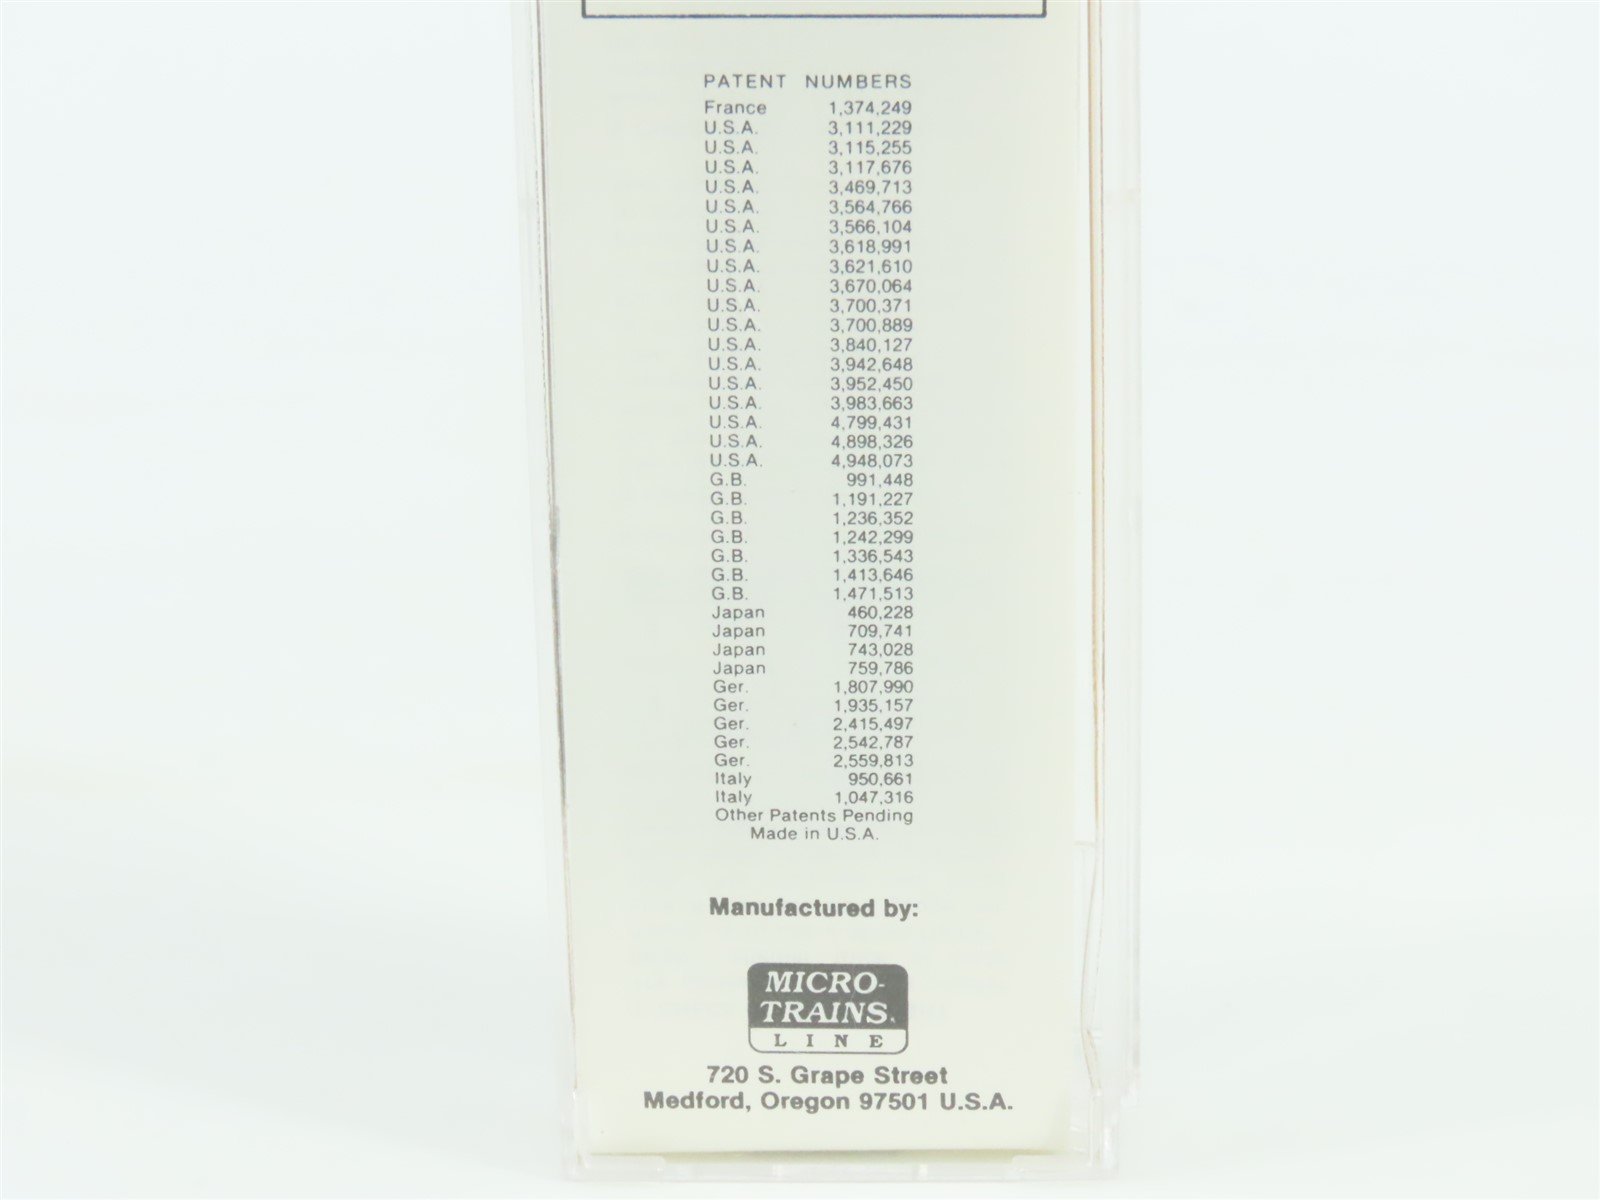 PATENT NUMBERS
France 1,374,249
U.S.A. 3,111,229
U.S.A. 3,115,255
U.S.A. 3,117,676
U.S.A. 3,469,713
U.S.A. 3,564,766
U.S.A. 3,566,104
U.S.A. 3,618,991
U.S.A. 3,621,610
U.S.A. 3,670,064
U.S.A. 3,700,371
U.S.A. 3,700,889
U.S.A. 3,840,127
U.S.A. 3,942,648
U.S.A. 3,952,450
U.S.A. 3,983,663
U.S.A. 4,799,431
U.S.A. 4,898,326
U.S.A. 4,948,073
G.B. 991,448
G.B. 1,191,227
G.B. 1,236,352
G.B. 1,242,299
G.B. 1,336,543
G.B. 1,413,646
G.B. 1,471,513
Japan 460,228
Japan 709,741
Japan 743,028
Japan 759,786
Ger. 1,807,990
Ger. 1,935,157
Ger. 2,415,497
Ger. 2,542,787
Ger. 2,559,813
Italy 950,661
Italy 1,047,316
Other Patents Pending
Made in U.S.A.
Manufactured by:
MICRO-
TRAINS
LINE
720 S. Grape Street
Medford, Oregon 97501 U.S.A.